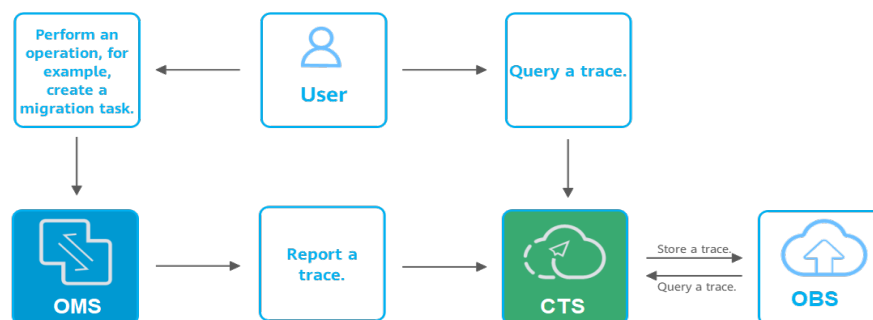 Perform an
operation, for
example,
create a
migration task.
User
Query a trace.
OMS
Report a
trace.
CTS
Store a trace.
Query a trace.
OBS